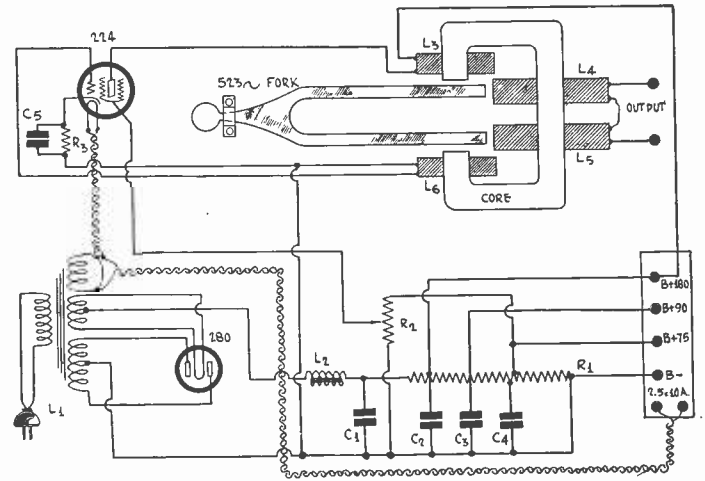 224
L3
523~ FORK
L4
C5
R3
OUTPUT
L5
L6
CORE
B+180
B+90
R2
280
B+75
L2
R1
B-
2.5=10A.
L1
C1
C2
C3
C4